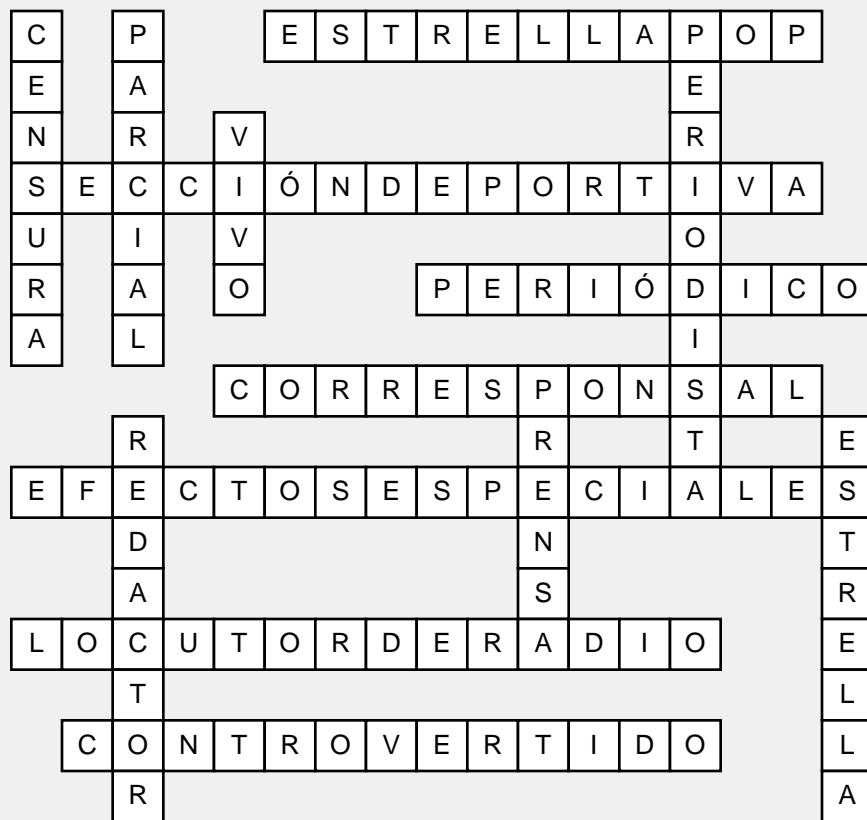 CENSURA
PARCIAL
ESTRELLAPOP
PERIODISTA
VIVO
SECCIÓNDEPORTIVA
PERIÓDICO
CORRESPONSAL
PRENSA
REDACTOR
ESTRELLA
EFECTOSESPECIALES
LOCUTORDERADIO
CONTROVERTIDO